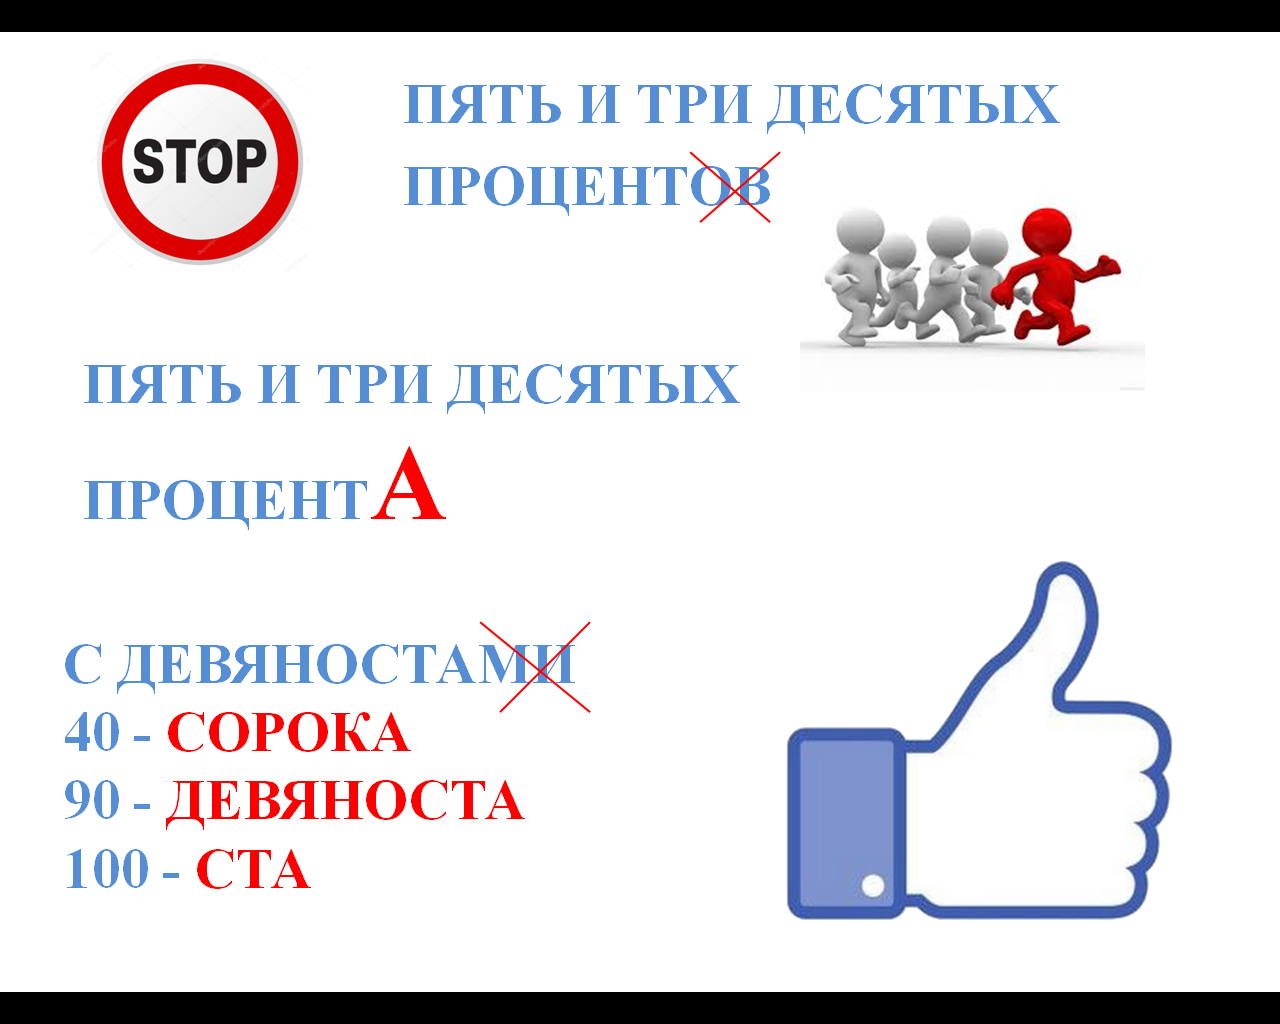 STOP
ПЯТЬ И ТРИ ДЕСЯТЫХ
ПРОЦЕНТОВ
ПЯТЬ И ТРИ ДЕСЯТЫХ
ПРОЦЕНТА
С ДЕВЯНОСТАМИ
40 - СОРОКА
90 - ДЕВЯНОСТА
100 - СТА